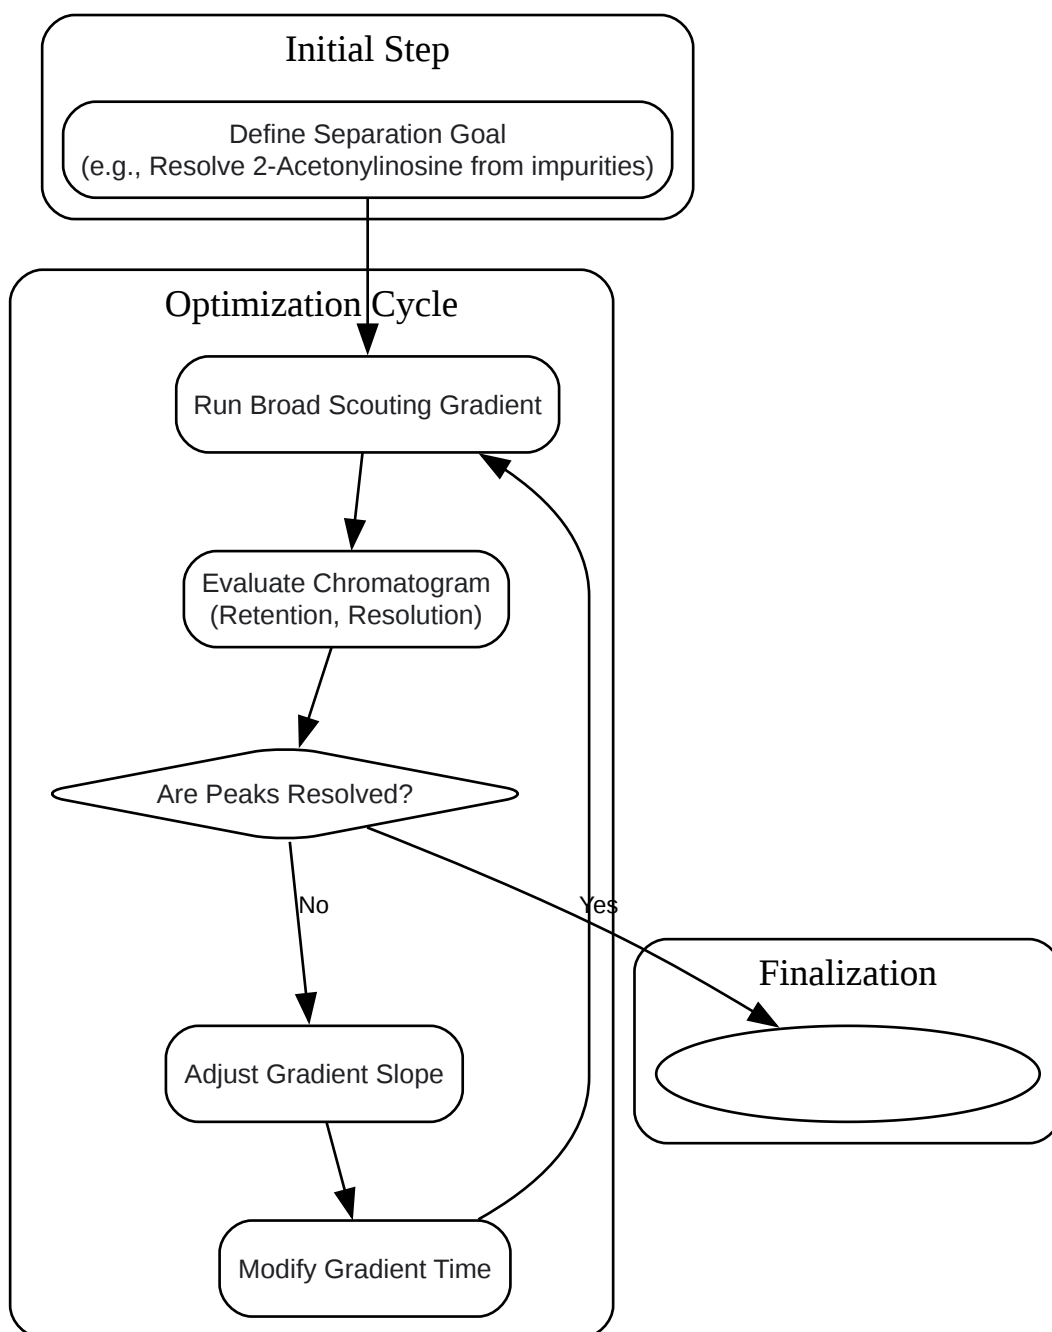 Initial Step
Define Separation Goal
(e.g., Resolve 2-Acetonylinosine from impurities)
Optimization Cycle
Run Broad Scouting Gradient
Evaluate Chromatogram
(Retention, Resolution)
Are Peaks Resolved?
No
Yes
Finalization
Adjust Gradient Slope
Modify Gradient Time